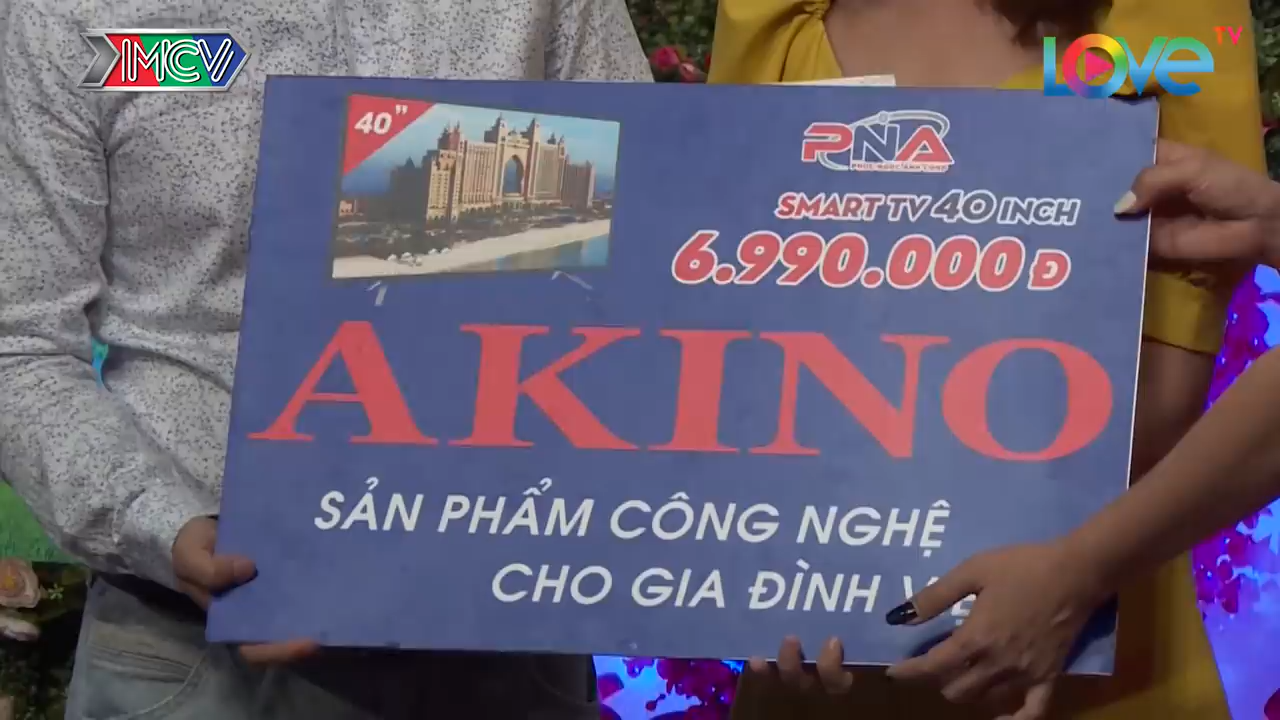 MCV
LOVE TV
40”
PNA
SMART TV 40 INCH
6.990.000 Đ
AKINO
SẢN PHẨM CÔNG NGHỆ
CHO GIA ĐÌNH